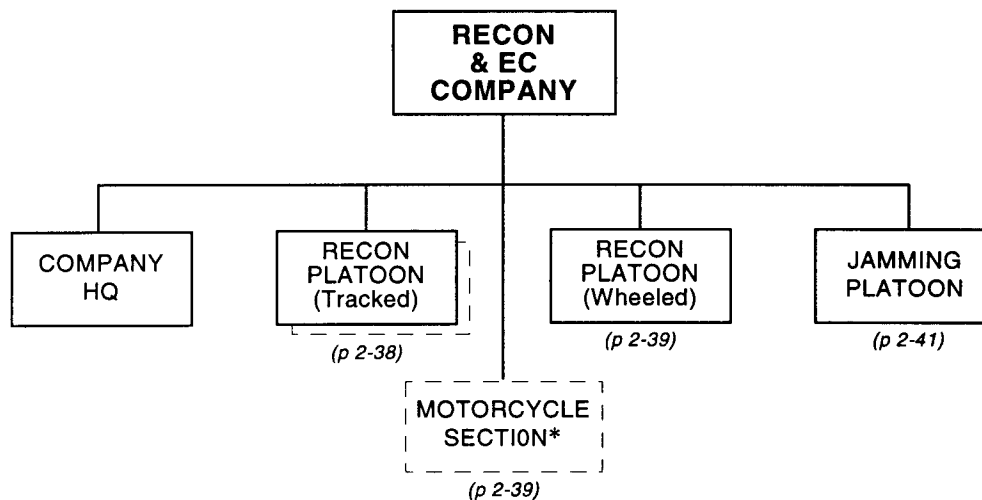 RECON
& EC
COMPANY
COMPANY
HQ
RECON
PLATOON
(Tracked)
(p 2-38)
RECON
PLATOON
(Wheeled)
(p 2-39)
JAMMING
PLATOON
(p 2-41)
MOTORCYCLE
SECTI0N*
(p 2-39)